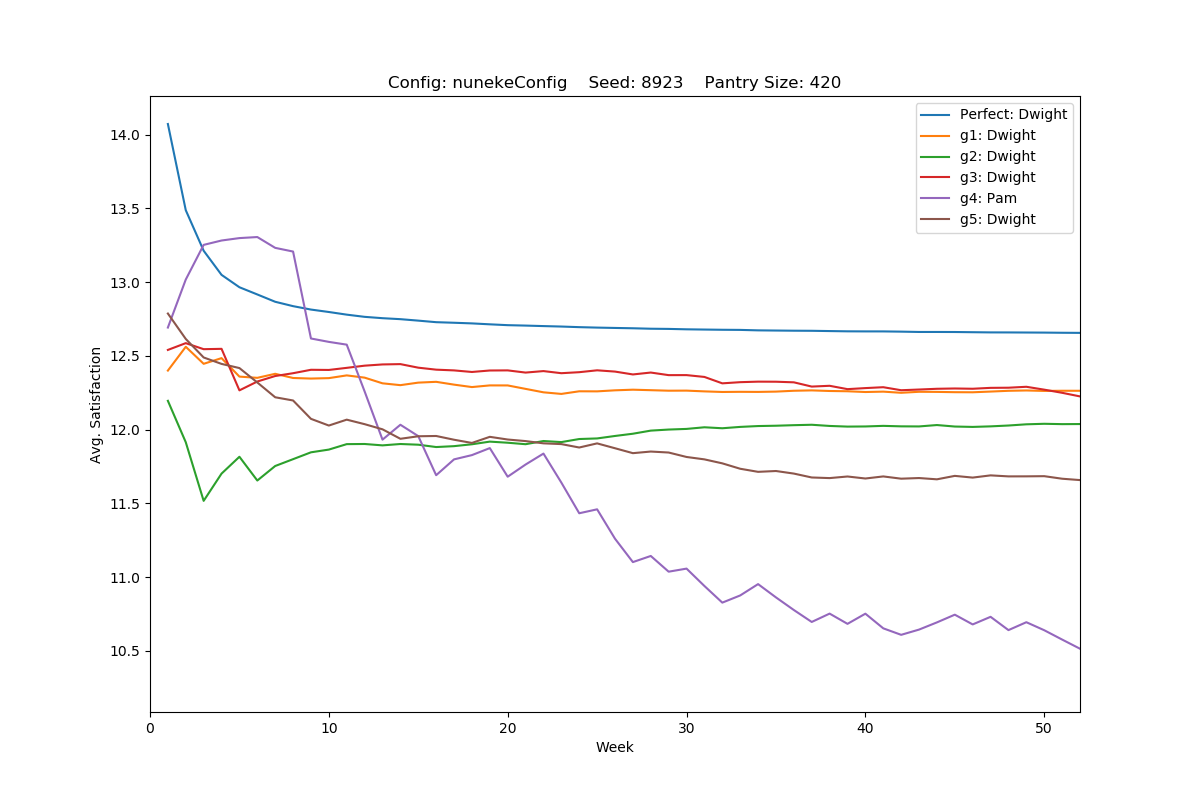 Config: nunekeConfig    Seed: 8923    Pantry Size: 420
Perfect: Dwight
g1: Dwight
g2: Dwight
g3: Dwight
g4: Pam
g5: Dwight
Avg. Satisfaction
14.0
13.5
13.0
12.5
12.0
11.5
11.0
10.5
0 10 20 30 40 50
Week